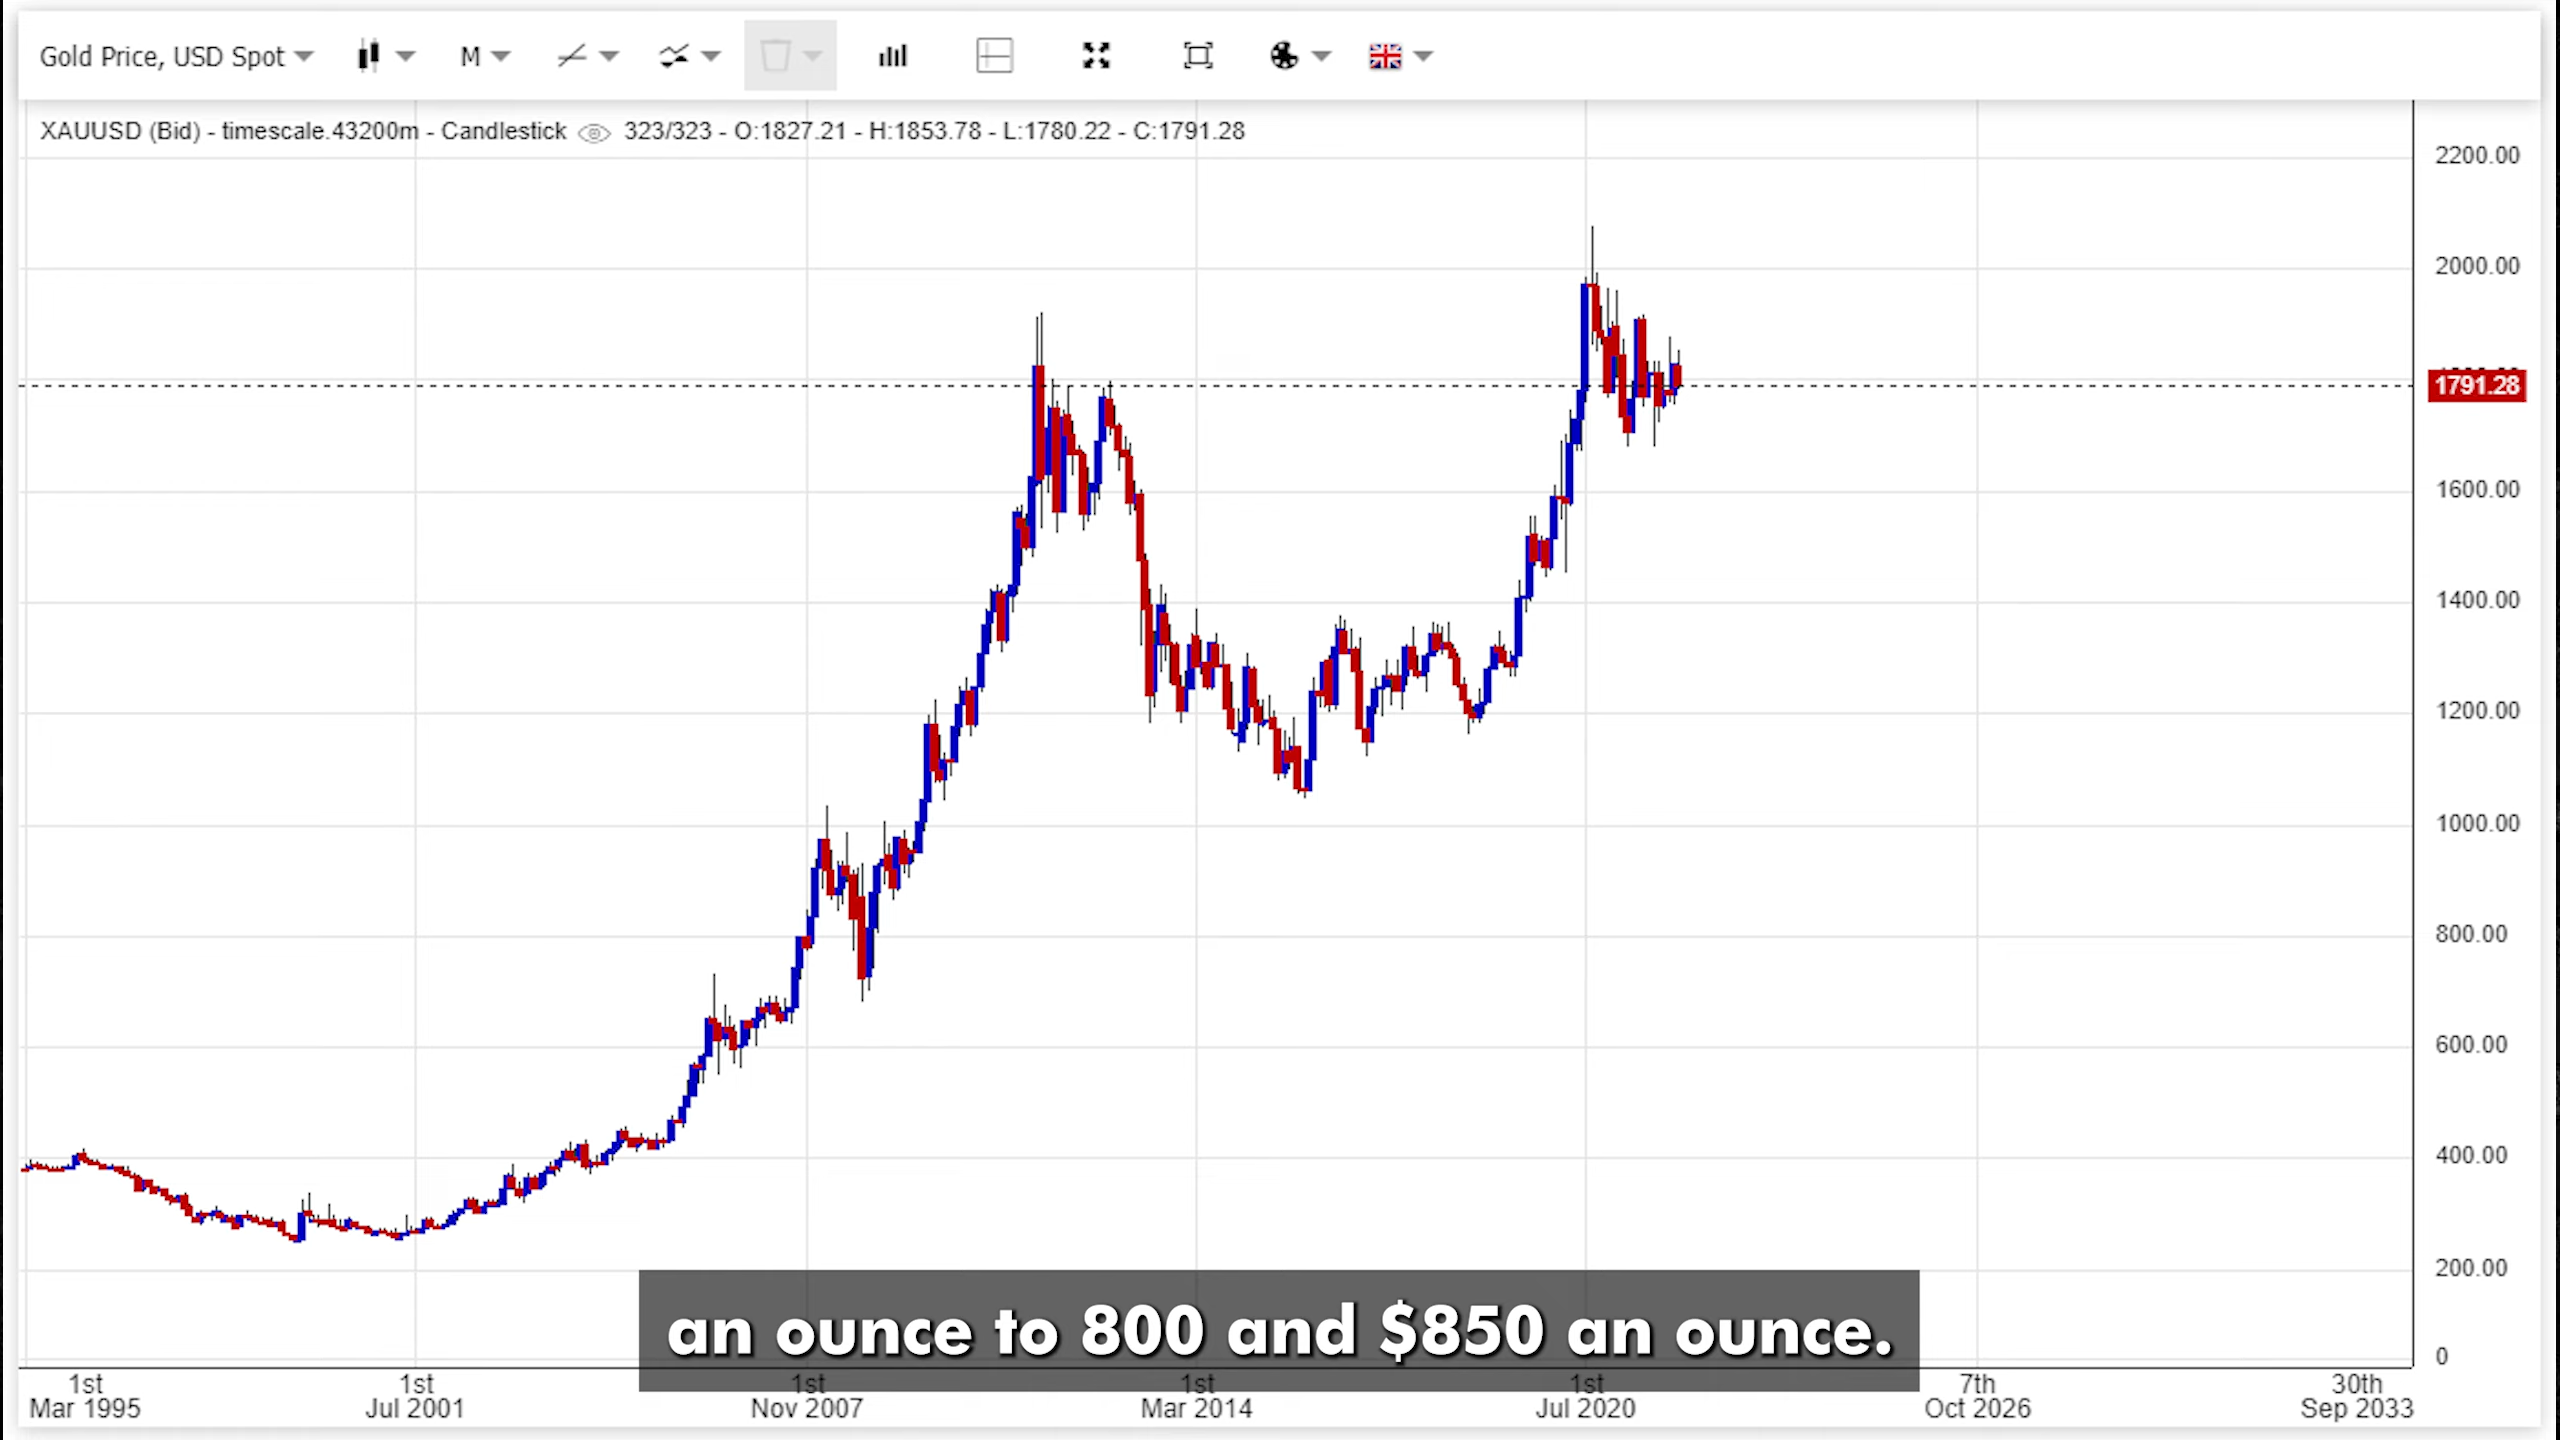 Gold Price, USD Spot
M
XAUUSD (Bid) - timescale.43200m - Candlestick 323/323 - O:1827.21 - H:1853.78 - L:1780.22 - C:1791.28
2200.00
2000.00
1791.28
1600.00
1400.00
1200.00
1000.00
800.00
600.00
400.00
200.00
0
an ounce to 800 and $850 an ounce.
1st 1st 1st 1st 1st 7th 30th
Mar 1995 Jul 2001 Nov 2007 Mar 2014 Jul 2020 Oct 2026 Sep 2033